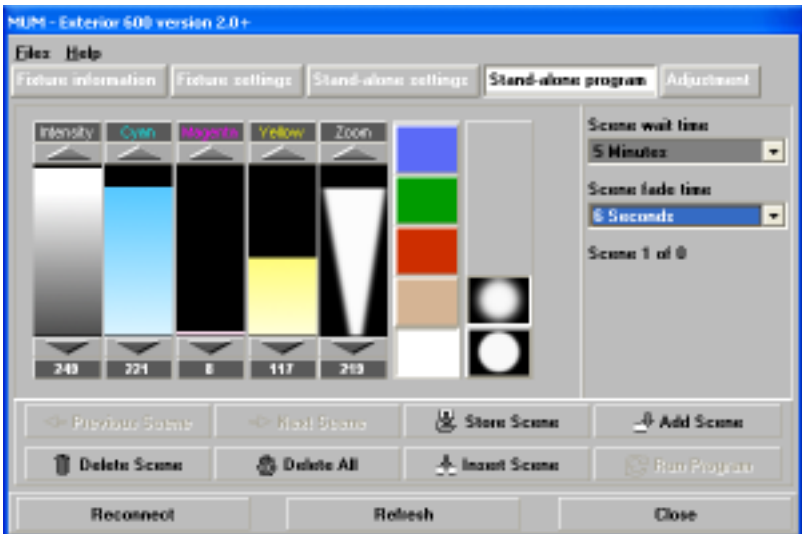 MUM - Exterior 600 version 2.0+
Files Help
Fixture information Fixture settings Stand-alone settings Stand-alone program Adjustment
Intensity Cyan Magenta Yellow Zoom
Scene wait time
5 Minutes
Scene fade time
6 Seconds
Scene 1 of 0
221 8 117 219
Previous Scene Next Scene Store Scene Add Scene
Delete Scene Delete All Insert Scene Run Program
Reconnect Refresh Close